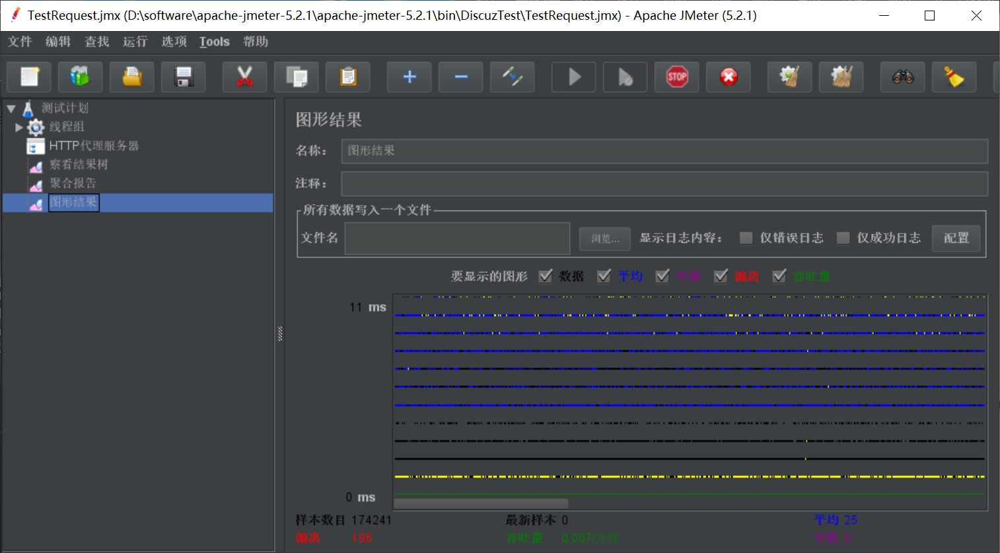 TestRequest.jmx (D:\software\apache-jmeter-5.2.1\apache-jmeter-5.2.1\bin\DiscuzTest\TestRequest.jmx) - Apache JMeter (5.2.1)
文件 编辑 查找 运行 选项 Tools 帮助
STOP
测试计划
线程组
HTTP代理服务器
察看结果树
聚合报告
图形结果
图形结果
名称： 图形结果
注释：
所有数据写入一个文件
文件名 浏览... 显示日志内容： 仅错误日志 仅成功日志 配置
要显示的图形 数据 平均 中值 偏离 吞吐量
11 ms
0 ms
样本数目 174241 最新样本 0 平均 25
偏离 196 吞吐量 0.007/分钟 中值